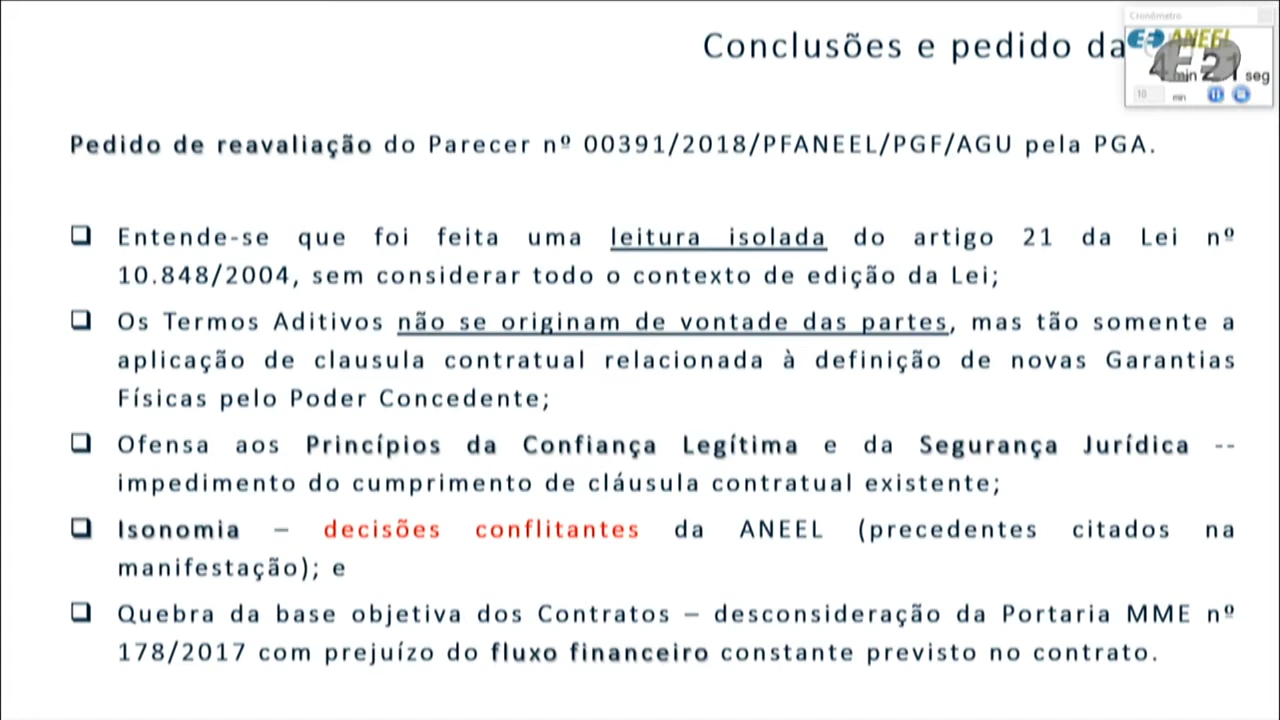 Conclusões e pedido da
Cronômetro
ANEEL
4 min 21 seg
10 min
Pedido de reavaliação do Parecer nº 00391/2018/PFANEEL/PGF/AGU pela PGA.
Entende-se que foi feita uma leitura isolada do artigo 21 da Lei nº
10.848/2004, sem considerar todo o contexto de edição da Lei;
Os Termos Aditivos não se originam de vontade das partes, mas tão somente a
aplicação de clausula contratual relacionada à definição de novas Garantias
Físicas pelo Poder Concedente;
Ofensa aos Princípios da Confiança Legítima e da Segurança Jurídica --
impedimento do cumprimento de cláusula contratual existente;
Isonomia – decisões conflitantes da ANEEL (precedentes citados na
manifestação); e
Quebra da base objetiva dos Contratos – desconsideração da Portaria MME nº
178/2017 com prejuízo do fluxo financeiro constante previsto no contrato.